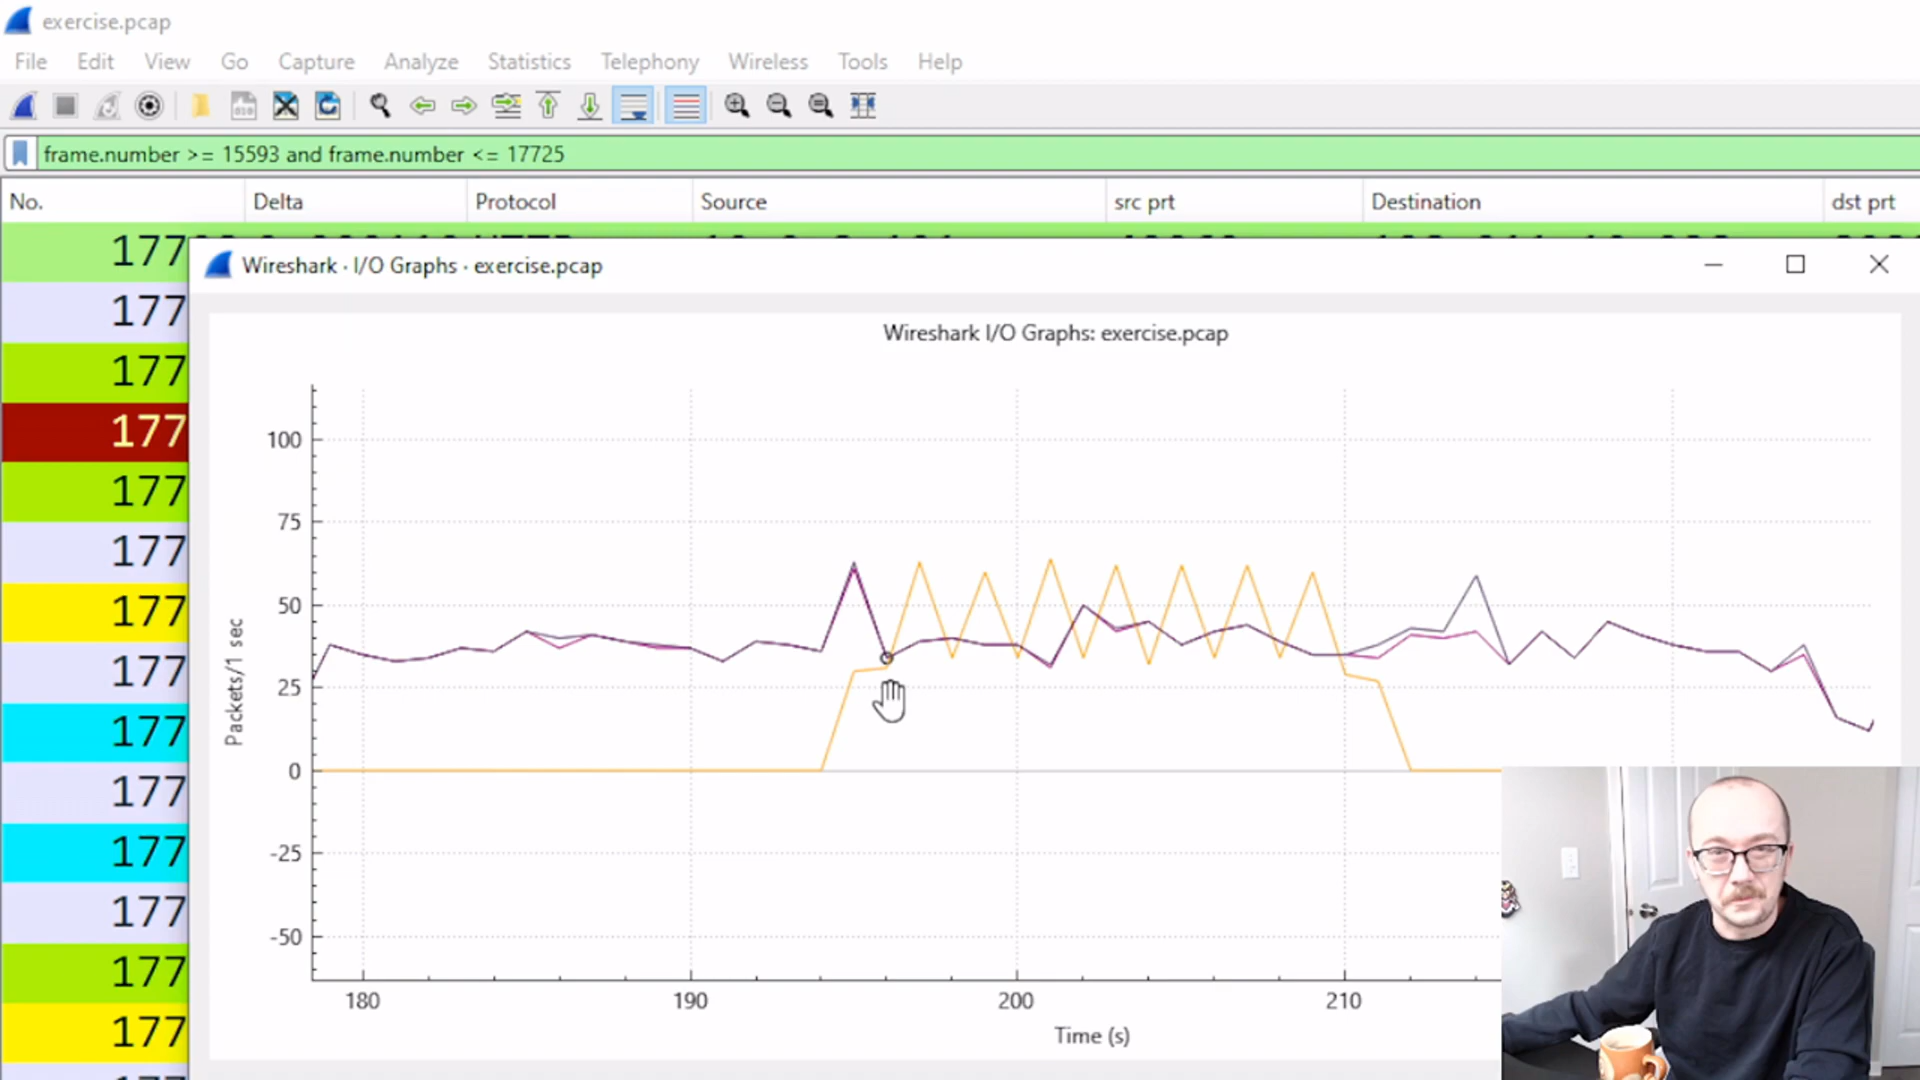 exercise.pcap
File Edit View Go Capture Analyze Statistics Telephony Wireless Tools Help
frame.number >= 15593 and frame.number <= 17725
No. Delta Protocol Source src prt Destination dst prt
177
177
177
177
177
177
177
177
177
177
177
177
177
177
Wireshark · I/O Graphs · exercise.pcap
Wireshark I/O Graphs: exercise.pcap
Packets/1 sec
100
75
50
25
0
-25
-50
180 190 200 210
Time (s)